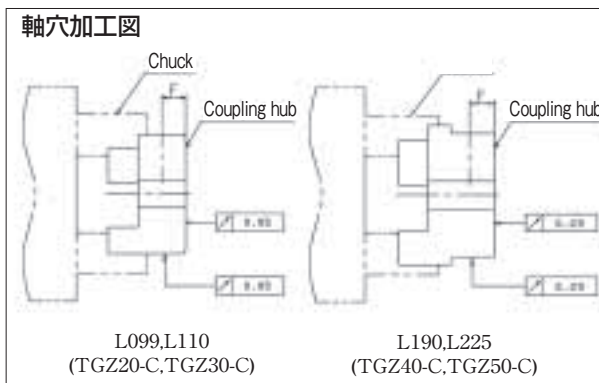 軸穴加工図
Chuck
F
Coupling hub
F
Coupling hub
L099,L110
(TGZ20-C,TGZ30-C)
L190,L225
(TGZ40-C,TGZ50-C)